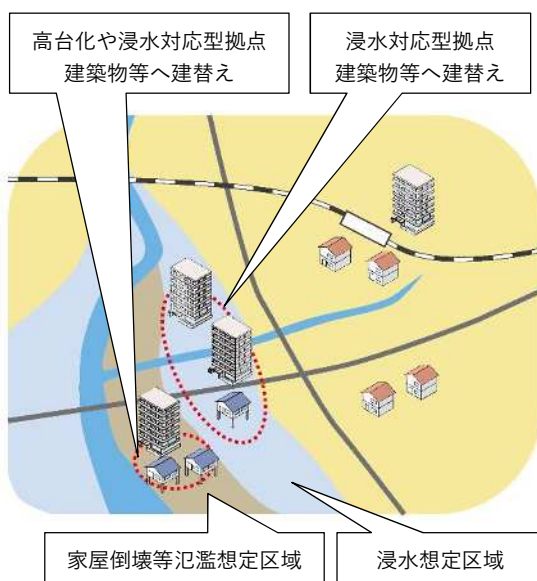 高台化や浸水対応型拠点
建築物等へ建替え
浸水対応型拠点
建築物等へ建替え
家屋倒壊等氾濫想定区域
浸水想定区域